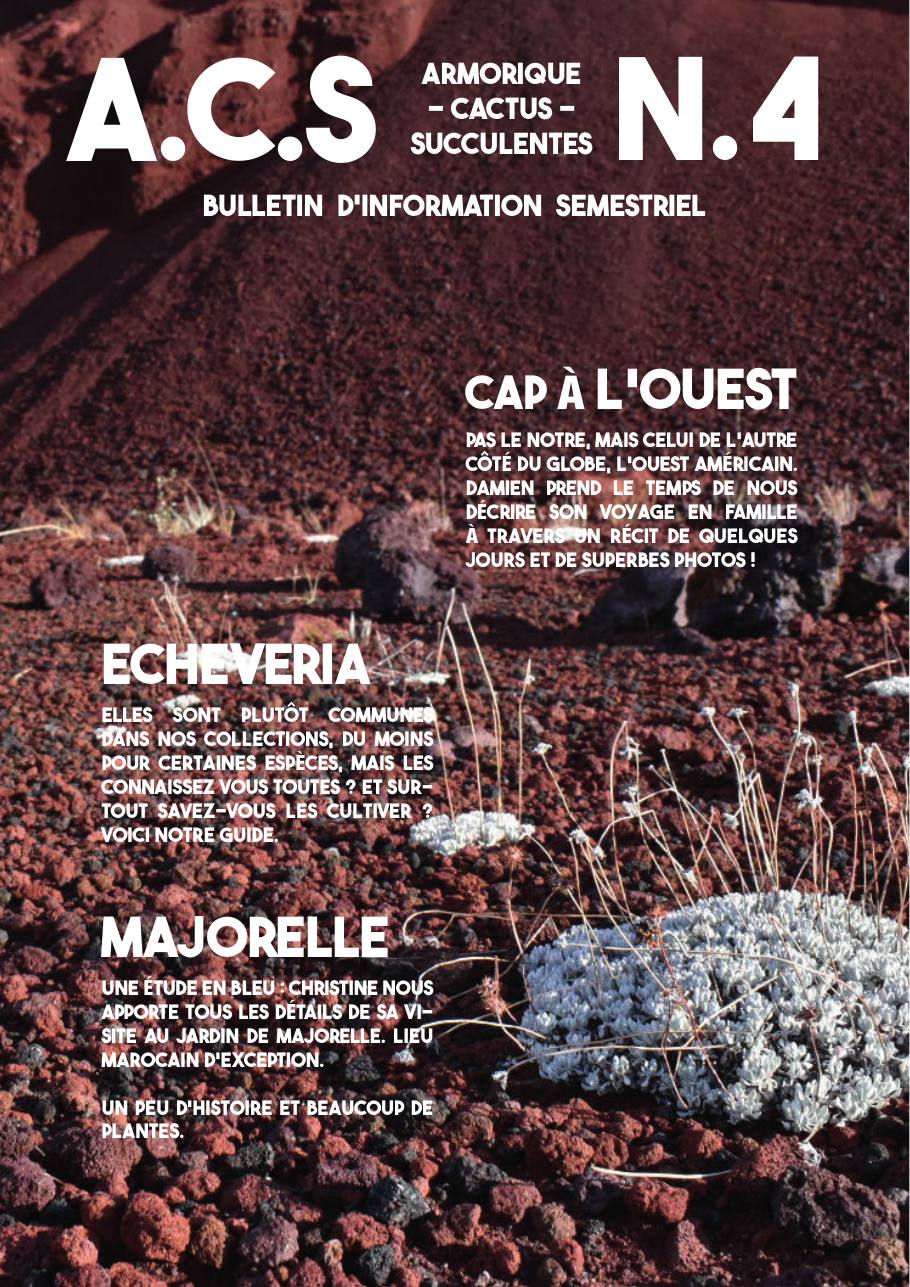 A.C.S
ARMORIQUE
- CACTUS -
SUCCULENTES
N.4
BULLETIN D'INFORMATION SEMESTRIEL
CAP À L'OUEST
PAS LE NOTRE, MAIS CELUI DE L'AUTRE
CÔTÉ DU GLOBE, L'OUEST AMÉRICAIN.
DAMIEN PREND LE TEMPS DE NOUS
DÉCRIRE SON VOYAGE EN FAMILLE
À TRAVERS UN RÉCIT DE QUELQUES
JOURS ET DE SUPERBES PHOTOS !
ECHEVERIA
ELLES SONT PLUTÔT COMMUNES
DANS NOS COLLECTIONS, DU MOINS
POUR CERTAINES ESPÈCES, MAIS LES
CONNAISSEZ VOUS TOUTES ? ET SUR-
TOUT SAVEZ-VOUS LES CULTIVER ?
VOICI NOTRE GUIDE.
MAJORELLE
UNE ÉTUDE EN BLEU : CHRISTINE NOUS
APPORTE TOUS LES DÉTAILS DE SA VI-
SITE AU JARDIN DE MAJORELLE. LIEU
MAROCAIN D'EXCEPTION.
UN PEU D'HISTOIRE ET BEAUCOUP DE
PLANTES.